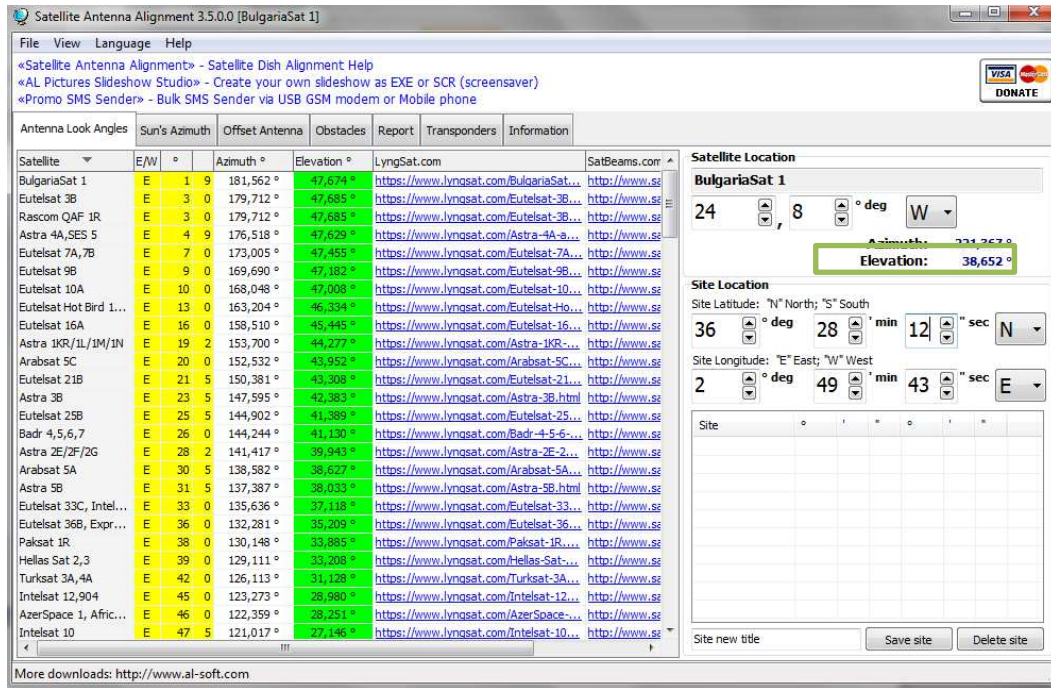 Satellite Antenna Alignment 3.5.0.0 [BulgariaSat 1]
File View Language Help
«Satellite Antenna Alignment» - Satellite Dish Alignment Help
«AL Pictures Slideshow Studio» - Create your own slideshow as EXE or SCR (screensaver)
«Promo SMS Sender» - Bulk SMS Sender via USB GSM modem or Mobile phone
VISA MasterCard
DONATE
Antenna Look Angles Sun's Azimuth Offset Antenna Obstacles Report Transponders Information
Satellite E/W ° Azimuth ° Elevation ° LyngSat.com SatBeams.com
BulgariaSat 1 E 1 9 181,562 ° 47,674 ° https://www.lyngsat.com/BulgariaSat... http://www.sa
Eutelsat 3B E 3 0 179,712 ° 47,685 ° https://www.lyngsat.com/Eutelsat-3B... http://www.sa
Rascom QAF 1R E 3 0 179,712 ° 47,685 ° https://www.lyngsat.com/Eutelsat-3B... http://www.sa
Astra 4A,SES 5 E 4 9 176,518 ° 47,629 ° https://www.lyngsat.com/Astra-4A-a... http://www.sa
Eutelsat 7A,7B E 7 0 173,005 ° 47,455 ° https://www.lyngsat.com/Eutelsat-7A... http://www.sa
Eutelsat 9B E 9 0 169,690 ° 47,182 ° https://www.lyngsat.com/Eutelsat-9B... http://www.sa
Eutelsat 10A E 10 0 168,048 ° 47,008 ° https://www.lyngsat.com/Eutelsat-10... http://www.sa
Eutelsat Hot Bird 1... E 13 0 163,204 ° 46,334 ° https://www.lyngsat.com/Eutelsat-Ho... http://www.sa
Eutelsat 16A E 16 0 158,510 ° 45,445 ° https://www.lyngsat.com/Eutelsat-16... http://www.sa
Astra 1KR/1L/1M/1N E 19 2 153,700 ° 44,277 ° https://www.lyngsat.com/Astra-1KR-... http://www.sa
Arabsat 5C E 20 0 152,532 ° 43,952 ° https://www.lyngsat.com/Arabsat-5C... http://www.sa
Eutelsat 21B E 21 5 150,381 ° 43,308 ° https://www.lyngsat.com/Eutelsat-21... http://www.sa
Astra 3B E 23 5 147,595 ° 42,383 ° https://www.lyngsat.com/Astra-3B.html http://www.sa
Eutelsat 25B E 25 5 144,902 ° 41,389 ° https://www.lyngsat.com/Eutelsat-25... http://www.sa
Badr 4,5,6,7 E 26 0 144,244 ° 41,130 ° https://www.lyngsat.com/Badr-4-5-6-... http://www.sa
Astra 2E/2F/2G E 28 2 141,417 ° 39,943 ° https://www.lyngsat.com/Astra-2E-2... http://www.sa
Arabsat 5A E 30 5 138,582 ° 38,627 ° https://www.lyngsat.com/Arabsat-5A... http://www.sa
Astra 5B E 31 5 137,387 ° 38,033 ° https://www.lyngsat.com/Astra-5B.html http://www.sa
Eutelsat 33C, Intel... E 33 0 135,636 ° 37,118 ° https://www.lyngsat.com/Eutelsat-33... http://www.sa
Eutelsat 36B, Expr... E 36 0 132,281 ° 35,209 ° https://www.lyngsat.com/Eutelsat-36... http://www.sa
Paksat 1R E 38 0 130,148 ° 33,885 ° https://www.lyngsat.com/Paksat-1R.... http://www.sa
Hellas Sat 2,3 E 39 0 129,111 ° 33,208 ° https://www.lyngsat.com/Hellas-Sat-... http://www.sa
Turksat 3A,4A E 42 0 126,113 ° 31,128 ° https://www.lyngsat.com/Turksat-3A... http://www.sa
Intelsat 12,904 E 45 0 123,273 ° 28,980 ° https://www.lyngsat.com/Intelsat-12... http://www.sa
AzerSpace 1, Afric... E 46 0 122,359 ° 28,251 ° https://www.lyngsat.com/AzerSpace-... http://www.sa
Intelsat 10 E 47 5 121,017 ° 27,146 ° https://www.lyngsat.com/Intelsat-10... http://www.sa
Satellite Location
BulgariaSat 1
24 , 8 ° deg W
Azimuth: 221,367 °
Elevation: 38,652 °
Site Location
Site Latitude: "N" North; "S" South
36 ° deg 28 ' min 12 " sec N
Site Longitude: "E" East; "W" West
2 ° deg 49 ' min 43 " sec E
Site ° ' " ° ' "
Site new title Save site Delete site
More downloads: http://www.al-soft.com